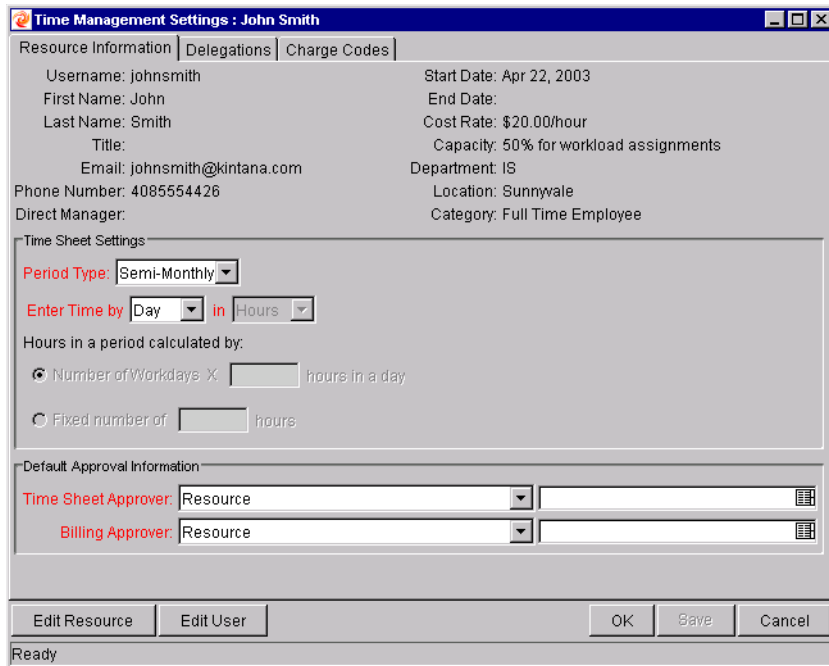 Time Management Settings : John Smith
Resource Information Delegations Charge Codes
Username: johnsmith
First Name: John
Last Name: Smith
Title:
Email: johnsmith@kintana.com
Phone Number: 4085554426
Direct Manager:
Start Date: Apr 22, 2003
End Date:
Cost Rate: $20.00/hour
Capacity: 50% for workload assignments
Department: IS
Location: Sunnyvale
Category: Full Time Employee
Time Sheet Settings
Period Type: Semi-Monthly
Enter Time by Day in Hours
Hours in a period calculated by:
Number of Workdays X hours in a day
Fixed number of hours
Default Approval Information
Time Sheet Approver: Resource
Billing Approver: Resource
Edit Resource Edit User OK Save Cancel
Ready